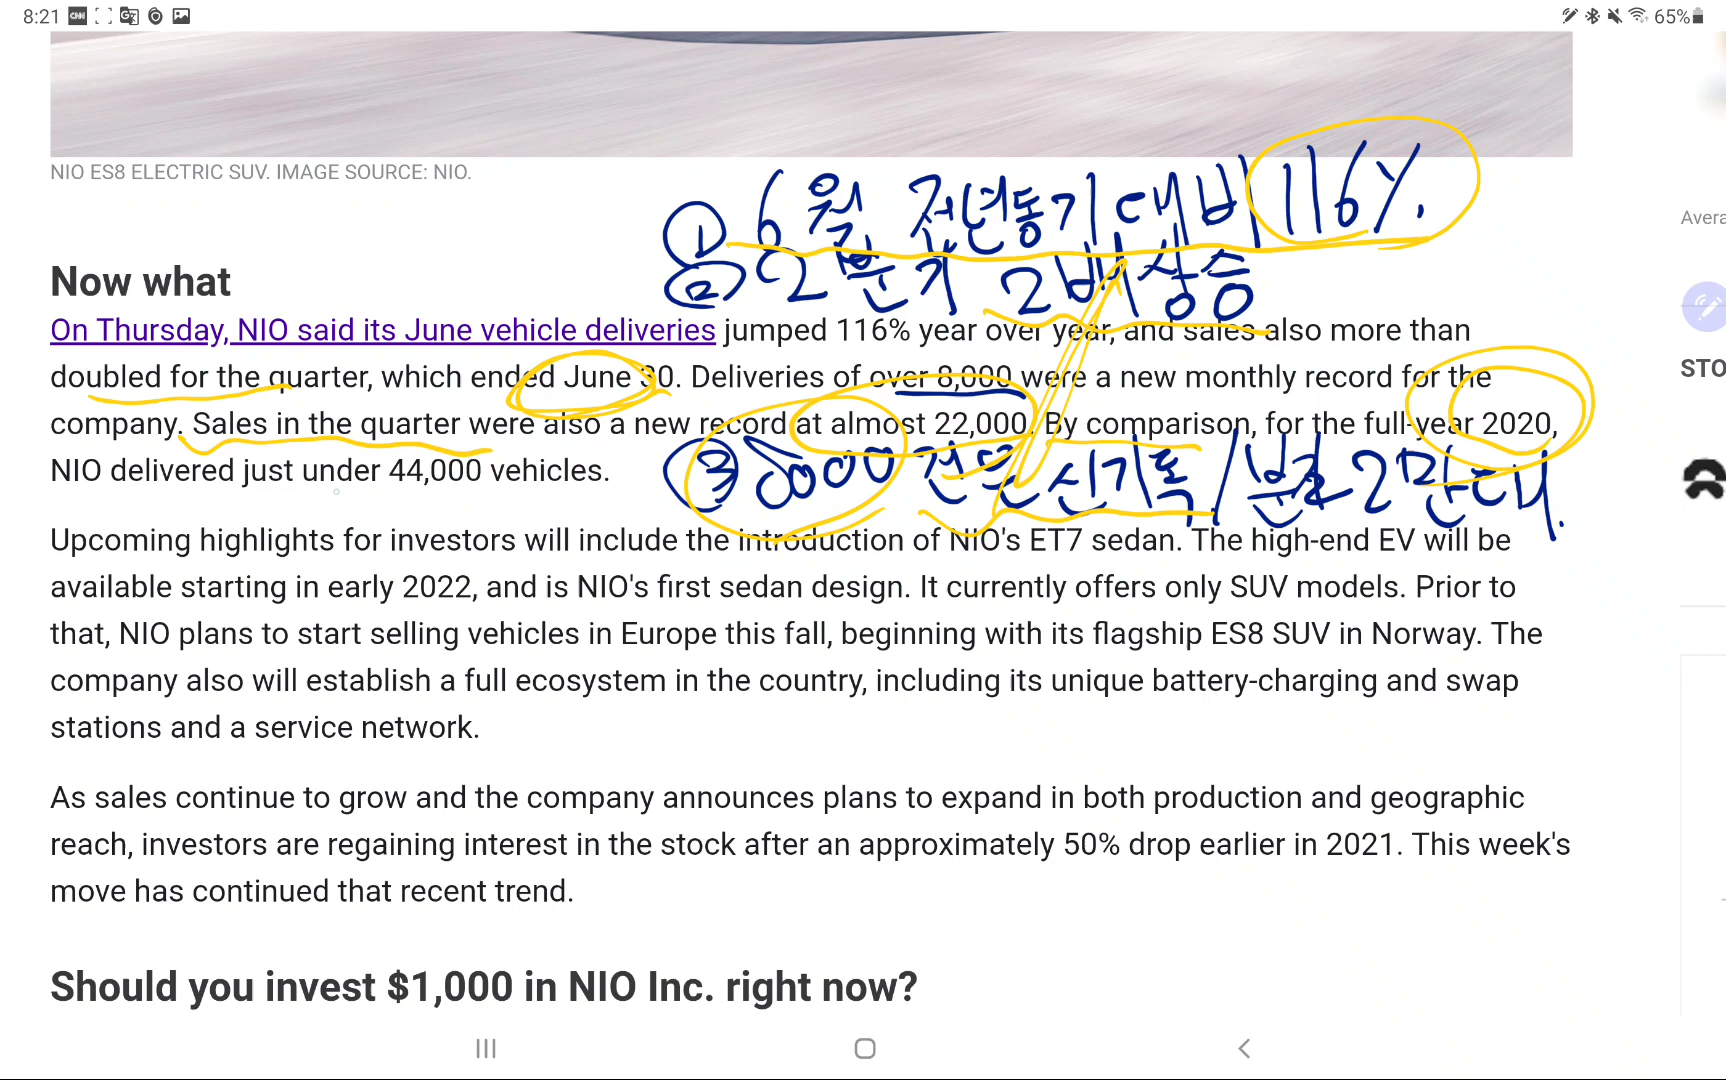 8:21
65%
NIO ES8 ELECTRIC SUV. IMAGE SOURCE: NIO.
① 6월 전년동기대비 116%.
② 2분기 2배상승
Avera
Now what
On Thursday, NIO said its June vehicle deliveries jumped 116% year over year, and sales also more than
doubled for the quarter, which ended June 30. Deliveries of over 8,000 were a new monthly record for the
STO
company. Sales in the quarter were also a new record at almost 22,000. By comparison, for the full-year 2020,
NIO delivered just under 44,000 vehicles.
③ 8000 신기록/분기 2만대.
Upcoming highlights for investors will include the introduction of NIO's ET7 sedan. The high-end EV will be
available starting in early 2022, and is NIO's first sedan design. It currently offers only SUV models. Prior to
that, NIO plans to start selling vehicles in Europe this fall, beginning with its flagship ES8 SUV in Norway. The
company also will establish a full ecosystem in the country, including its unique battery-charging and swap
stations and a service network.
As sales continue to grow and the company announces plans to expand in both production and geographic
reach, investors are regaining interest in the stock after an approximately 50% drop earlier in 2021. This week's
move has continued that recent trend.
Should you invest $1,000 in NIO Inc. right now?